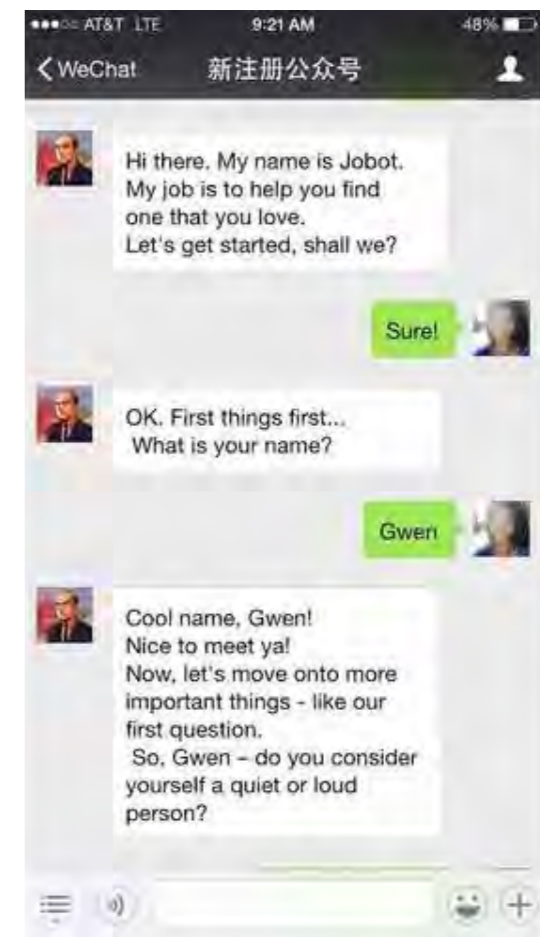 AT&T LTE 9:21 AM 48%
WeChat 新注册公众号
Hi there. My name is Jobot.
My job is to help you find
one that you love.
Let's get started, shall we?
Sure!
OK. First things first...
What is your name?
Gwen
Cool name, Gwen!
Nice to meet ya!
Now, let's move onto more
important things - like our
first question.
So, Gwen – do you consider
yourself a quiet or loud
person?